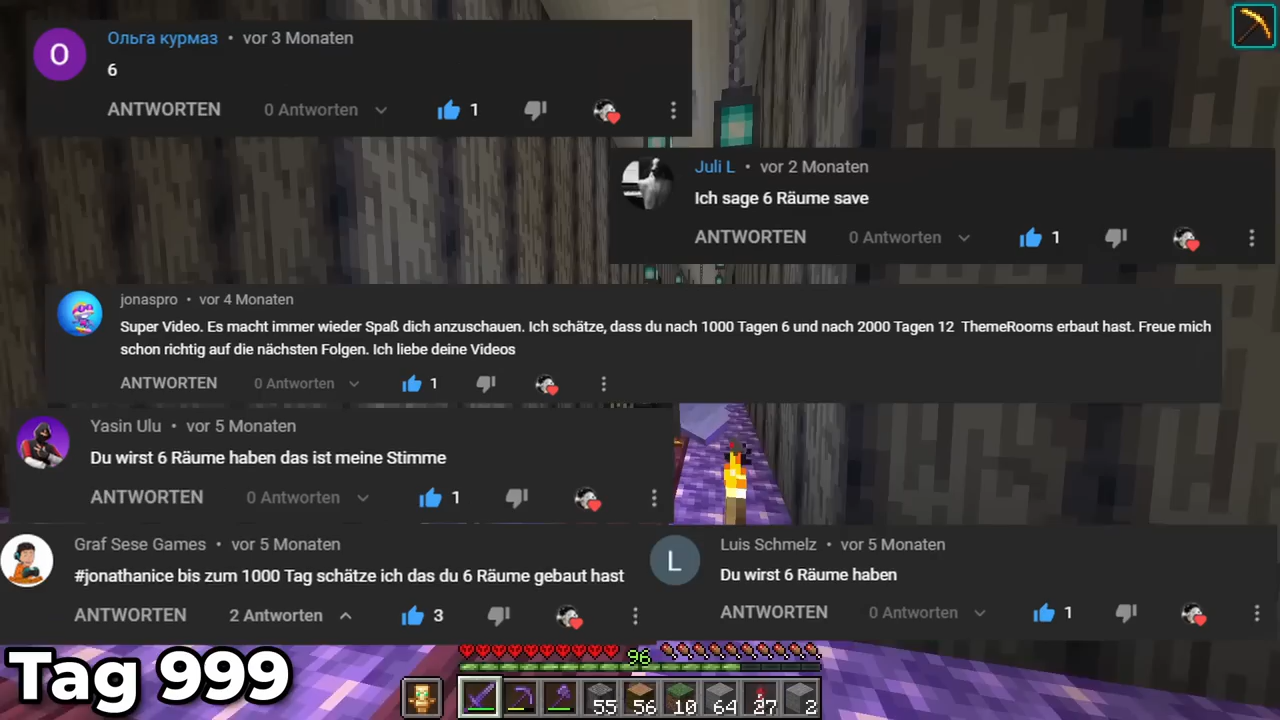 Ольга курмаз • vor 3 Monaten
6
ANTWORTEN 0 Antworten 1
Juli L • vor 2 Monaten
Ich sage 6 Räume save
ANTWORTEN 0 Antworten 1
jonaspro • vor 4 Monaten
Super Video. Es macht immer wieder Spaß dich anzuschauen. Ich schätze, dass du nach 1000 Tagen 6 und nach 2000 Tagen 12 ThemeRooms erbaut hast. Freue mich
schon richtig auf die nächsten Folgen. Ich liebe deine Videos
ANTWORTEN 0 Antworten 1
Yasin Ulu • vor 5 Monaten
Du wirst 6 Räume haben das ist meine Stimme
ANTWORTEN 0 Antworten 1
Graf Sese Games • vor 5 Monaten
#jonathanice bis zum 1000 Tag schätze ich das du 6 Räume gebaut hast
ANTWORTEN 2 Antworten 3
L
Luis Schmelz • vor 5 Monaten
Du wirst 6 Räume haben
ANTWORTEN 0 Antworten 1
O
Tag 999
96
55 56 10 64 27 2